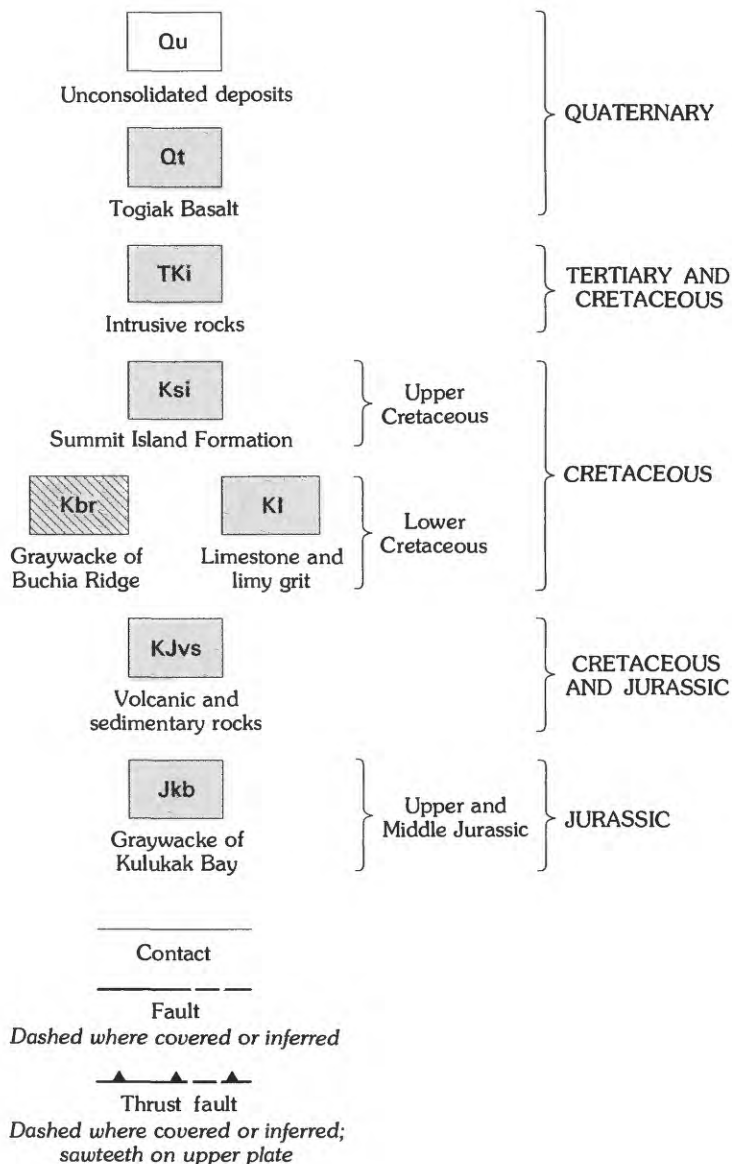 Qu
Unconsolidated deposits
QUATERNARY
Qt
Togiak Basalt
TKi
Intrusive rocks
TERTIARY AND
CRETACEOUS
Ksi
Summit Island Formation
Upper
Cretaceous
CRETACEOUS
Kbr
Graywacke of
Buchia Ridge
Kl
Limestone and
limy grit
Lower
Cretaceous
KJvs
Volcanic and
sedimentary rocks
CRETACEOUS
AND JURASSIC
Jkb
Graywacke of
Kulukak Bay
Upper and
Middle Jurassic
JURASSIC
Contact
Fault
Dashed where covered or inferred
Thrust fault
Dashed where covered or inferred;
sawteeth on upper plate